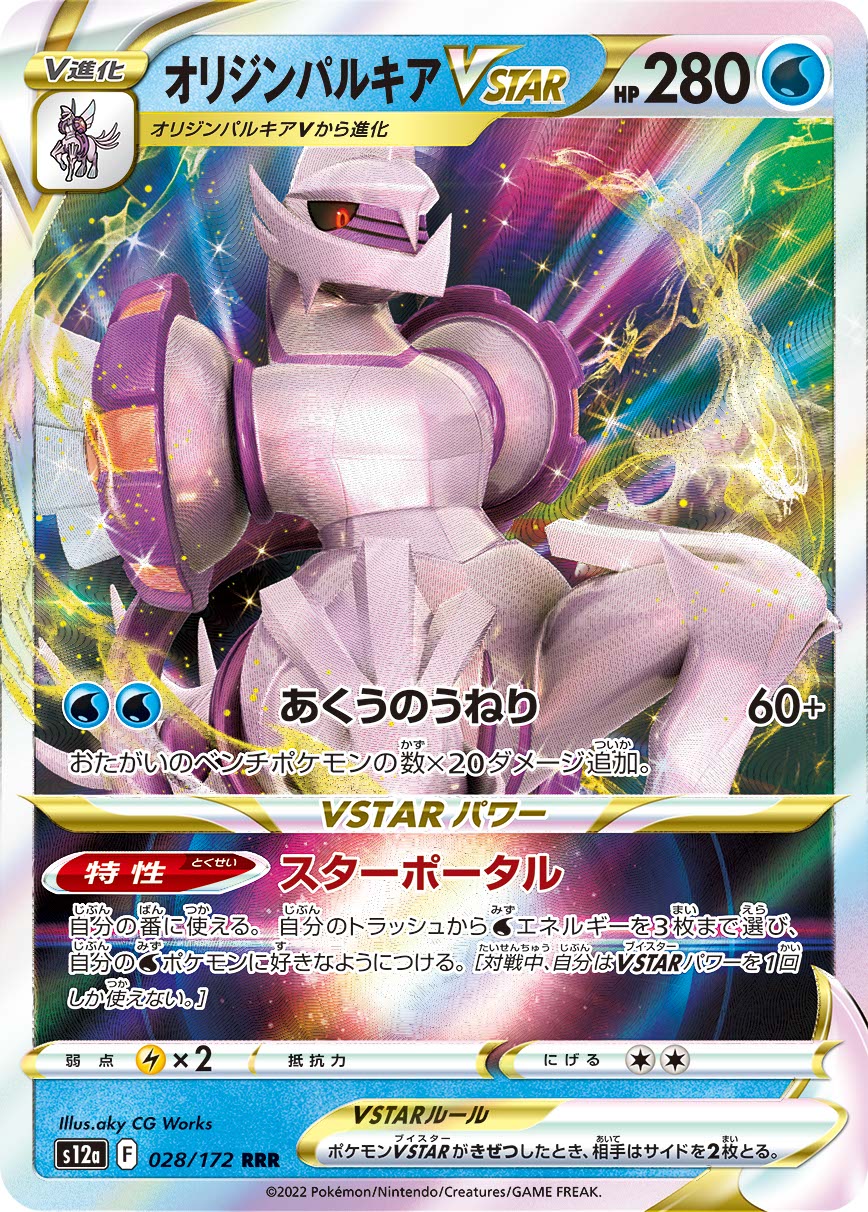 V進化
オリジンパルキア VSTAR HP 280
オリジンパルキアVから進化
あくうのうねり 60+
おたがいのベンチポケモンの数×20ダメージ追加。
VSTARパワー
特性 とくせい スターポータル
自分の番に使える。自分のトラッシュからエネルギーを3枚まで選び、
自分のポケモンに好きなようにつける。[対戦中、自分はVSTARパワーを1回
しか使えない。]
弱点 ×2 抵抗力 にげる
Illus.aky CG Works
VSTARルール
ポケモンVSTARがきぜつしたとき、相手はサイドを2枚とる。
s12a F 028/172 RRR
©2022 Pokémon/Nintendo/Creatures/GAME FREAK.